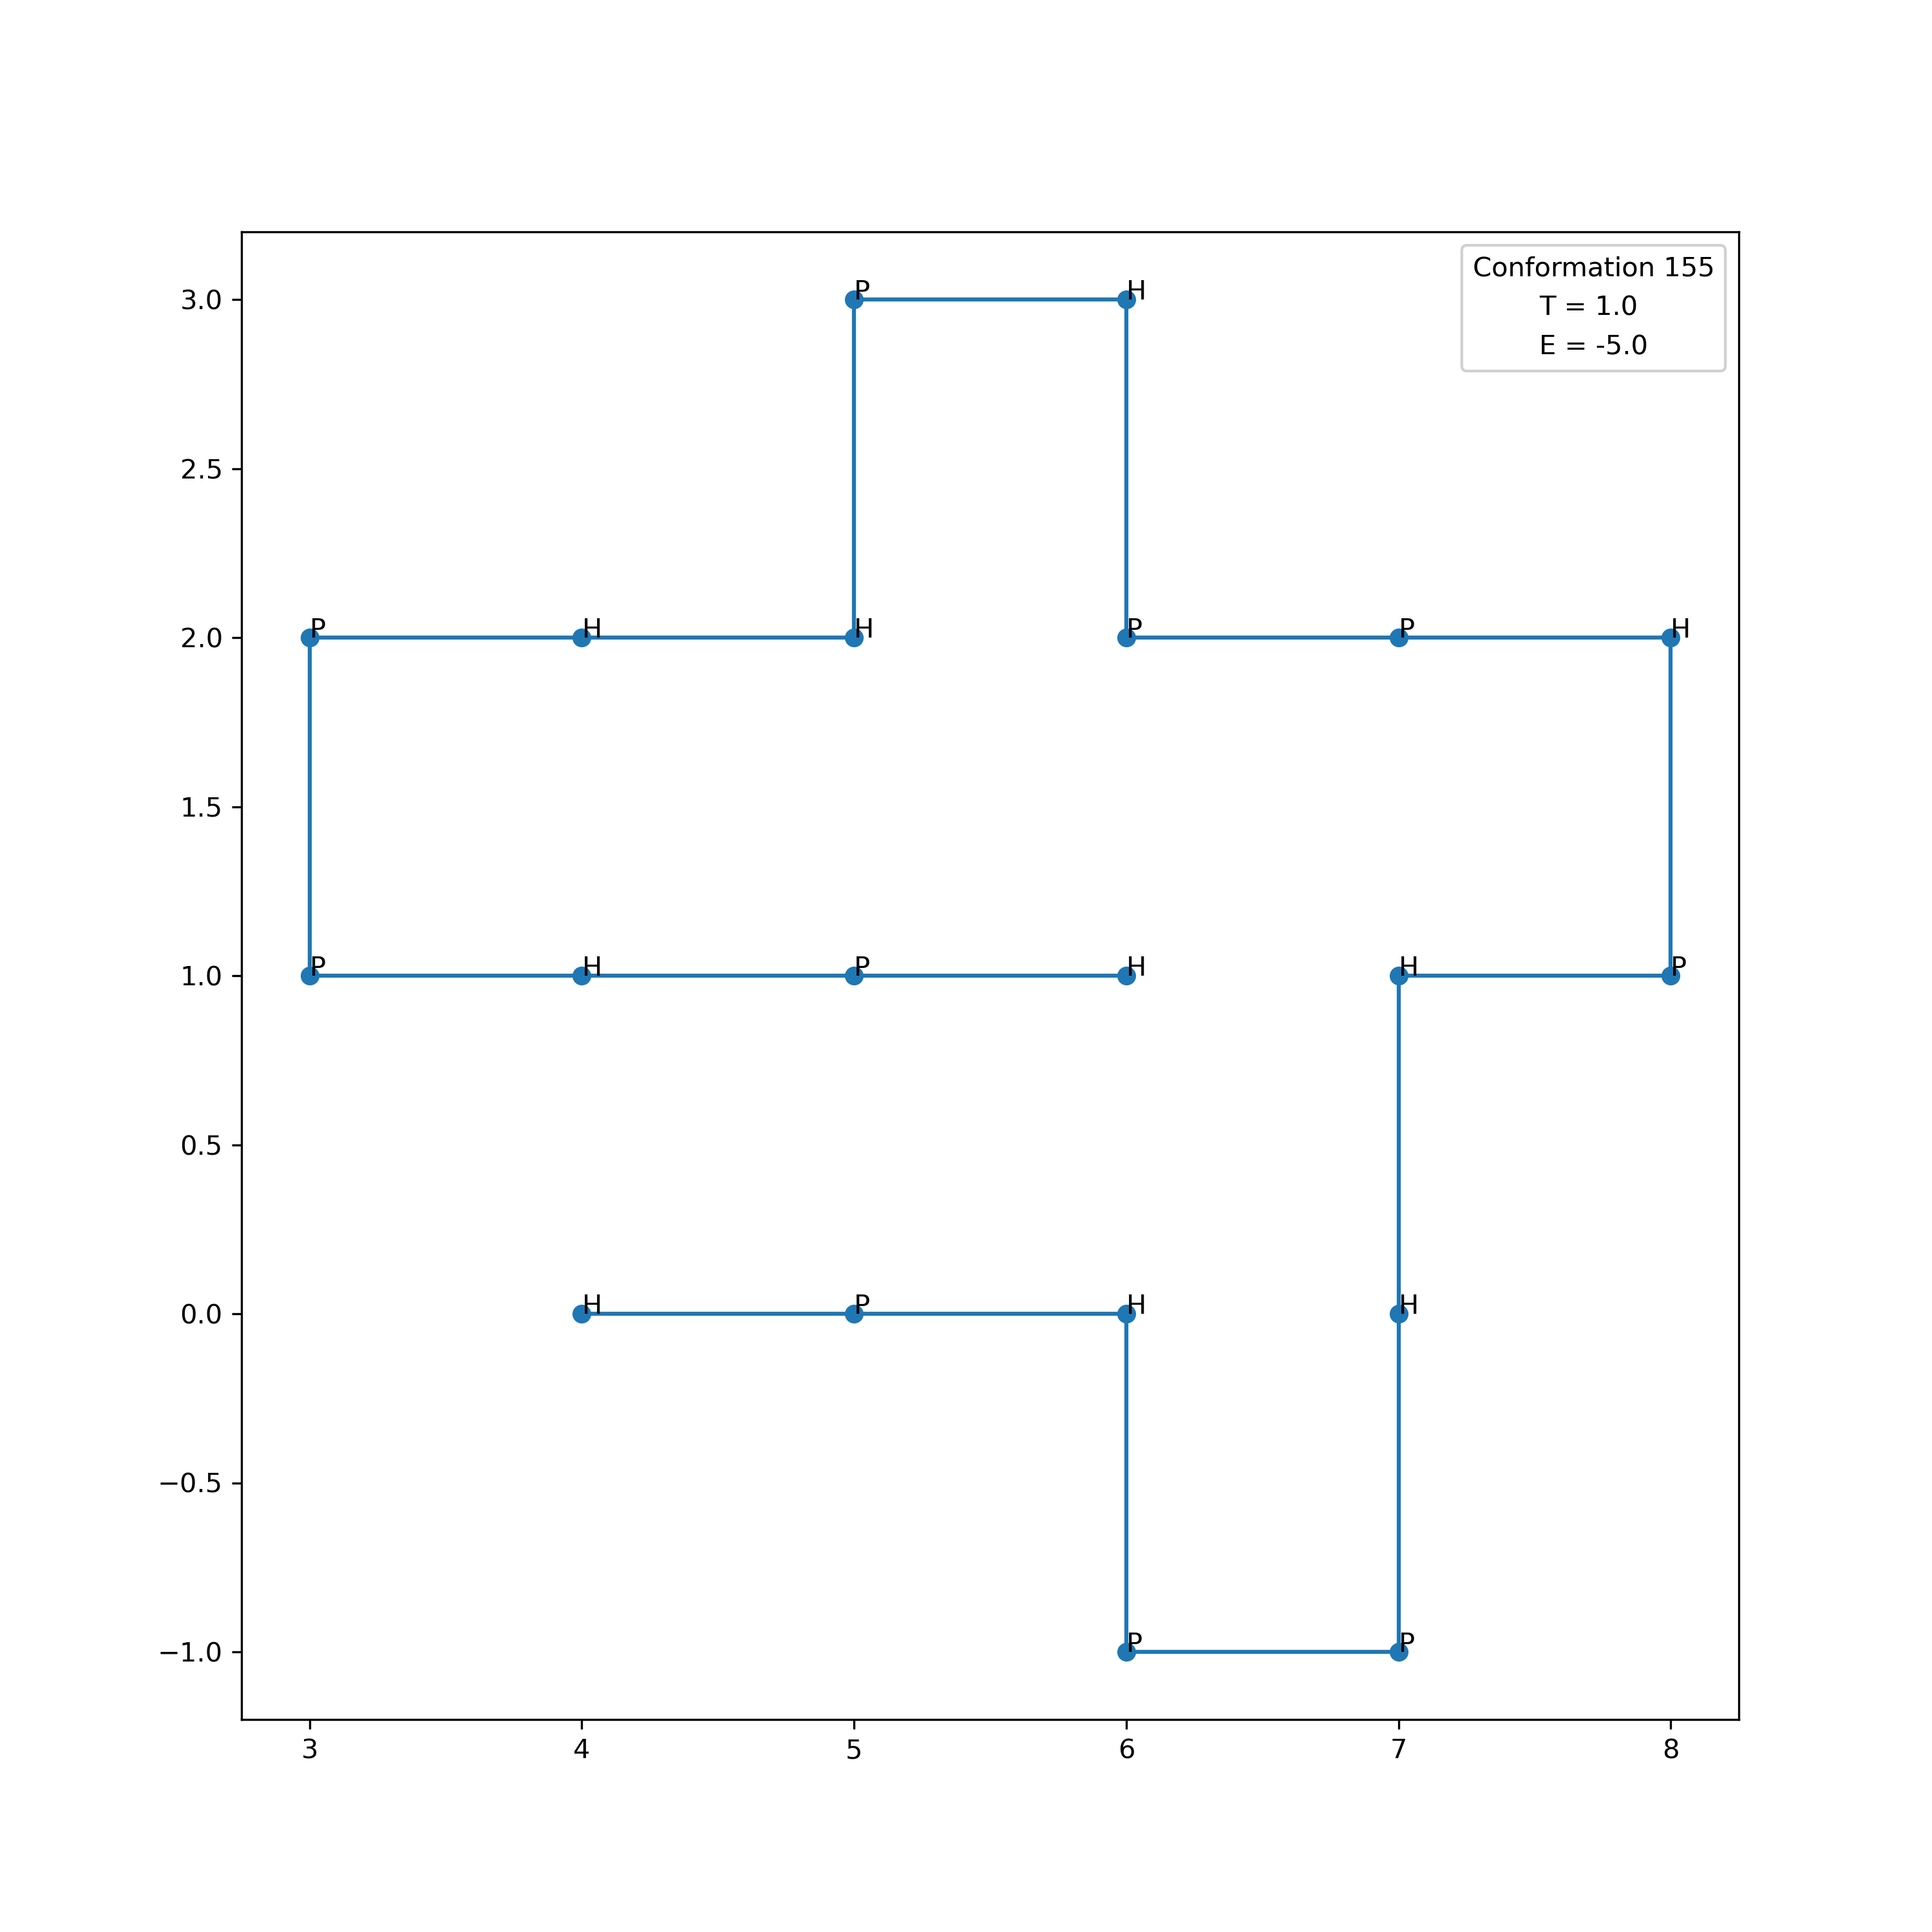 Conformation 155
T = 1.0
E = -5.0
3.0
P H
2.5
2.0
P H H P P H
1.5
1.0
P H P H H P
0.5
0.0
H P H H
−0.5
−1.0
P P
3 4 5 6 7 8